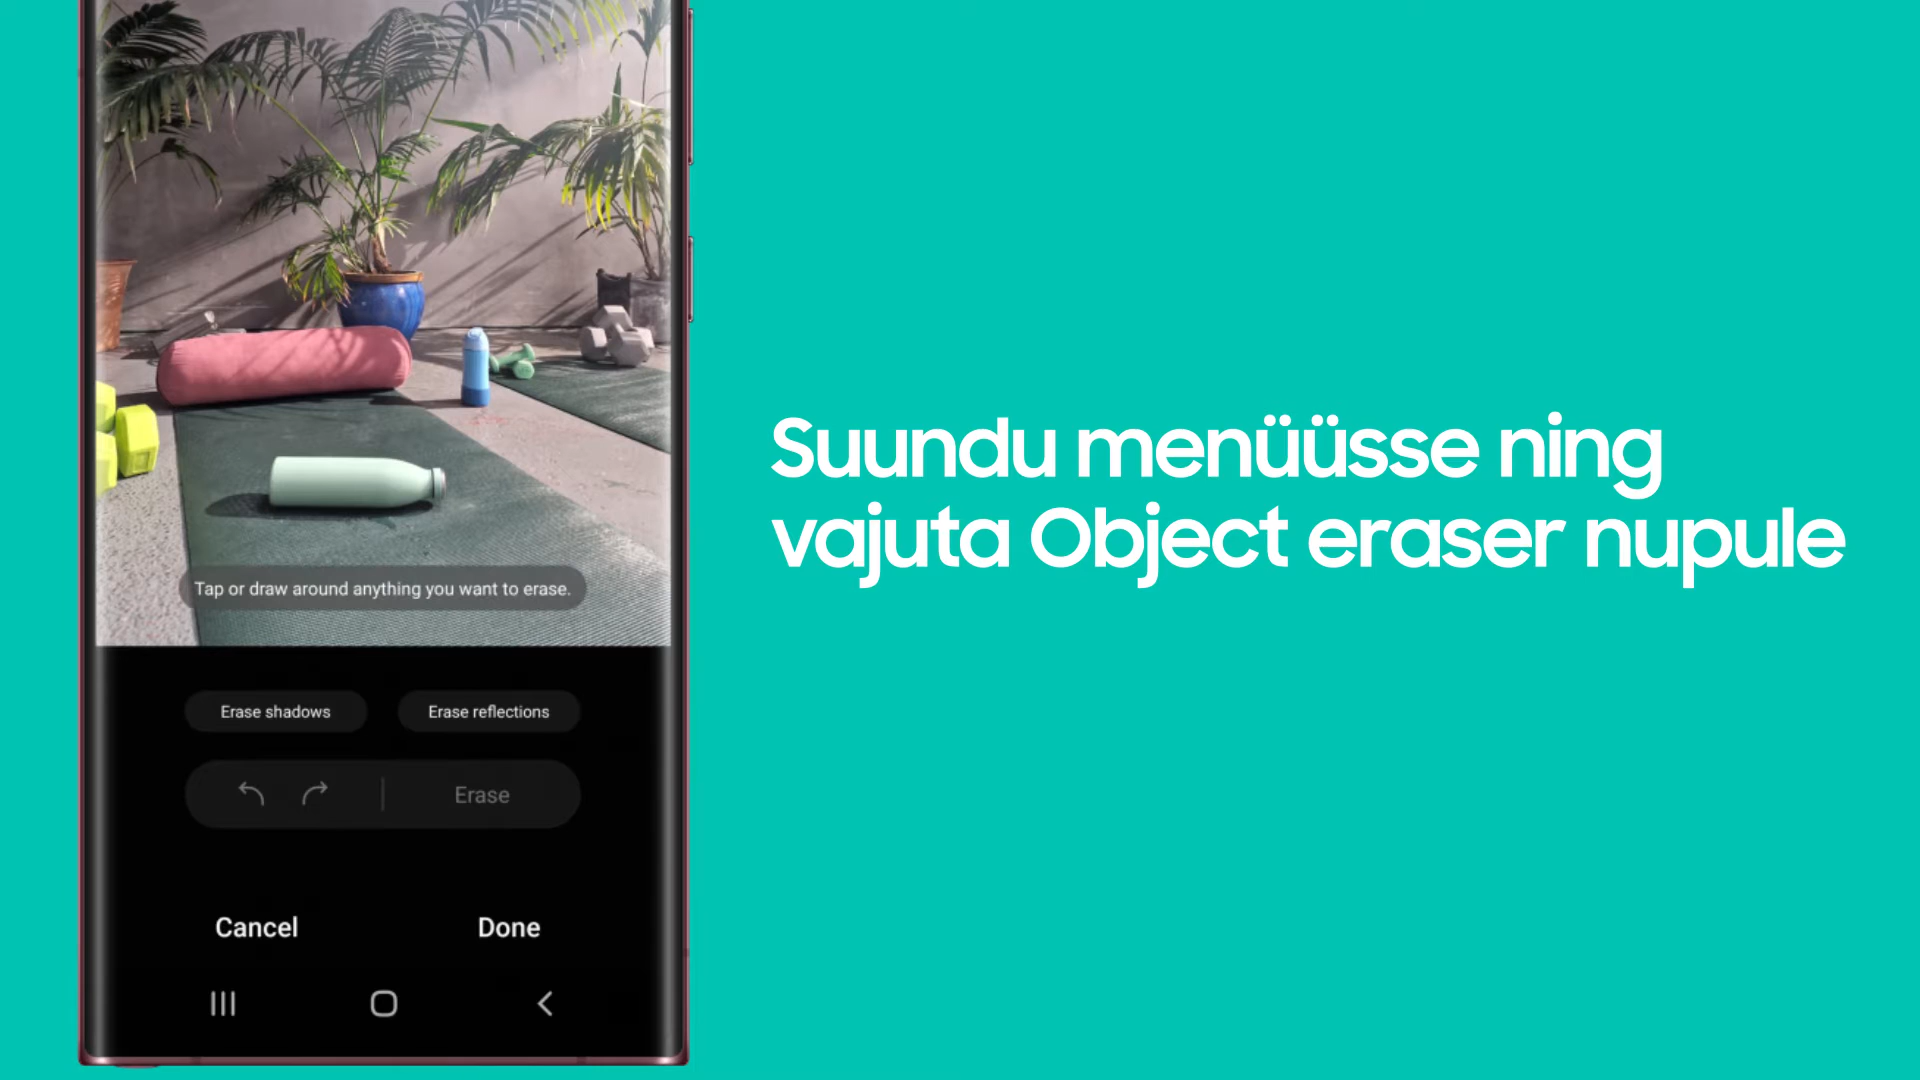 Suundu menüüsse ning
vajuta Object eraser nupule
Tap or draw around anything you want to erase.
Erase shadows
Erase reflections
Erase
Cancel
Done